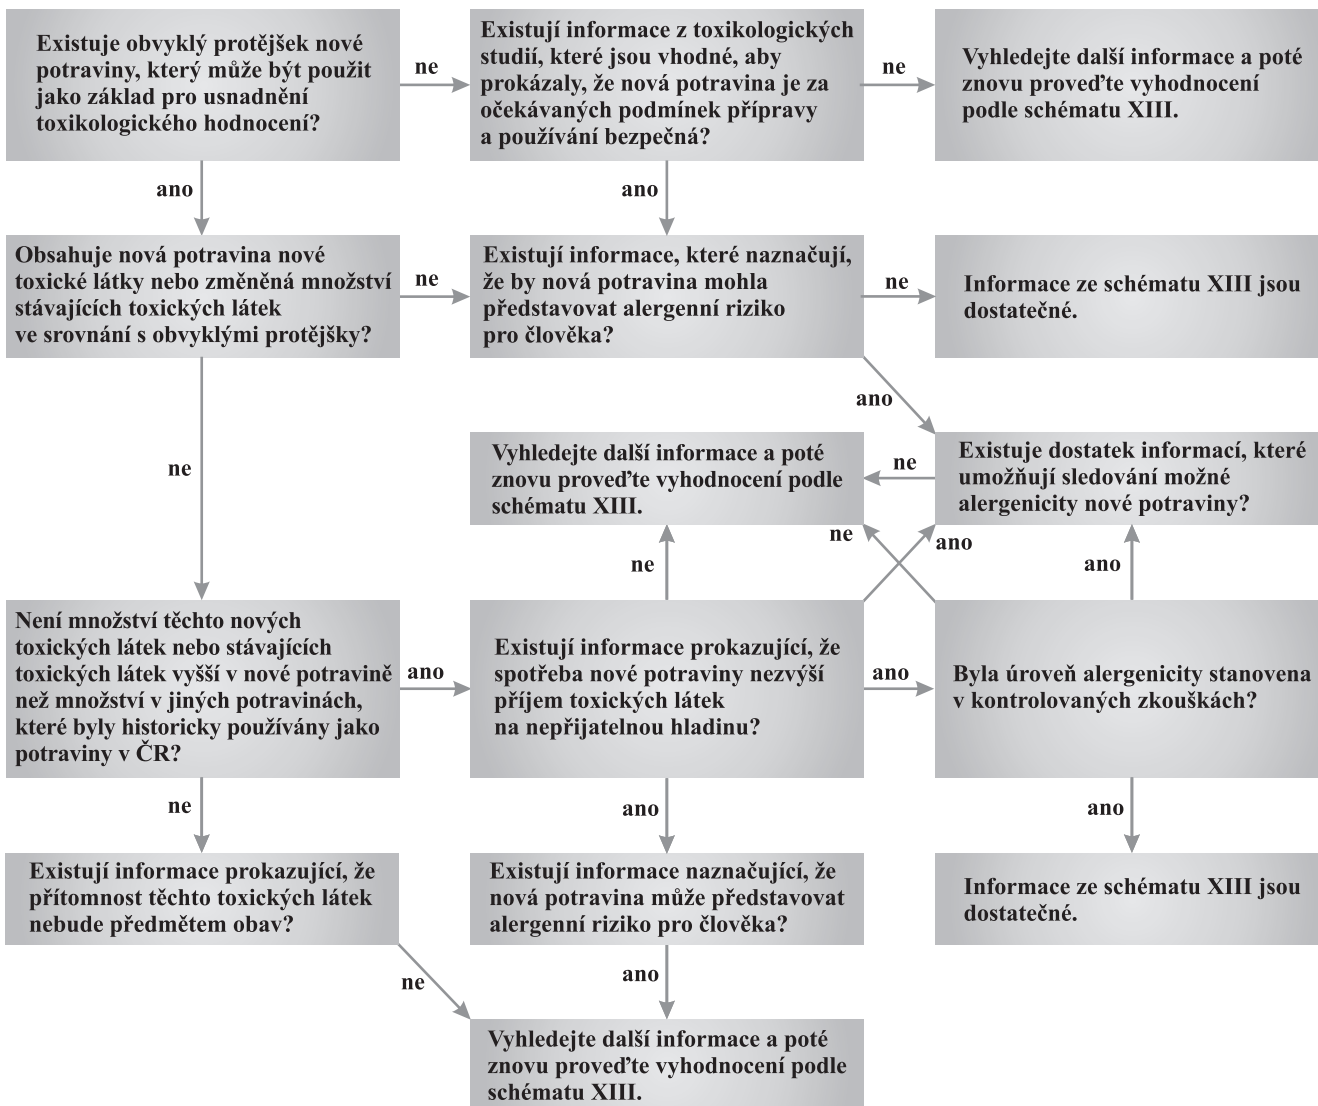 Existuje obvyklý protějšek nové
potraviny, který může být použit
jako základ pro usnadnění
toxikologického hodnocení?
ne
Existují informace z toxikologických
studií, které jsou vhodné, aby
prokázaly, že nová potravina je za
očekávaných podmínek přípravy
a používání bezpečná?
ne
Vyhledejte další informace a poté
znovu proveďte vyhodnocení
podle schématu XIII.
ano
ano
Obsahuje nová potravina nové
toxické látky nebo změněná množství
stávajících toxických látek
ve srovnání s obvyklými protějšky?
ne
Existují informace, které naznačují,
že by nová potravina mohla
představovat alergenní riziko
pro člověka?
ne
Informace ze schématu XIII jsou
dostatečné.
ano
ne
Vyhledejte další informace a poté
znovu proveďte vyhodnocení podle
schématu XIII.
ne
Existuje dostatek informací, které
umožňují sledování možné
alergenicity nové potraviny?
ne
ano
ne
ano
Není množství těchto nových
toxických látek nebo stávajících
toxických látek vyšší v nové potravině
než množství v jiných potravinách,
které byly historicky používány jako
potraviny v ČR?
ano
Existují informace prokazující, že
spotřeba nové potraviny nezvýší
příjem toxických látek
na nepřijatelnou hladinu?
ano
Byla úroveň alergenicity stanovena
v kontrolovaných zkouškách?
ne
ano
ano
Existují informace prokazující, že
přítomnost těchto toxických látek
nebude předmětem obav?
Existují informace naznačující, že
nová potravina může představovat
alergenní riziko pro člověka?
Informace ze schématu XIII jsou
dostatečné.
ne
ano
Vyhledejte další informace a poté
znovu proveďte vyhodnocení podle
schématu XIII.